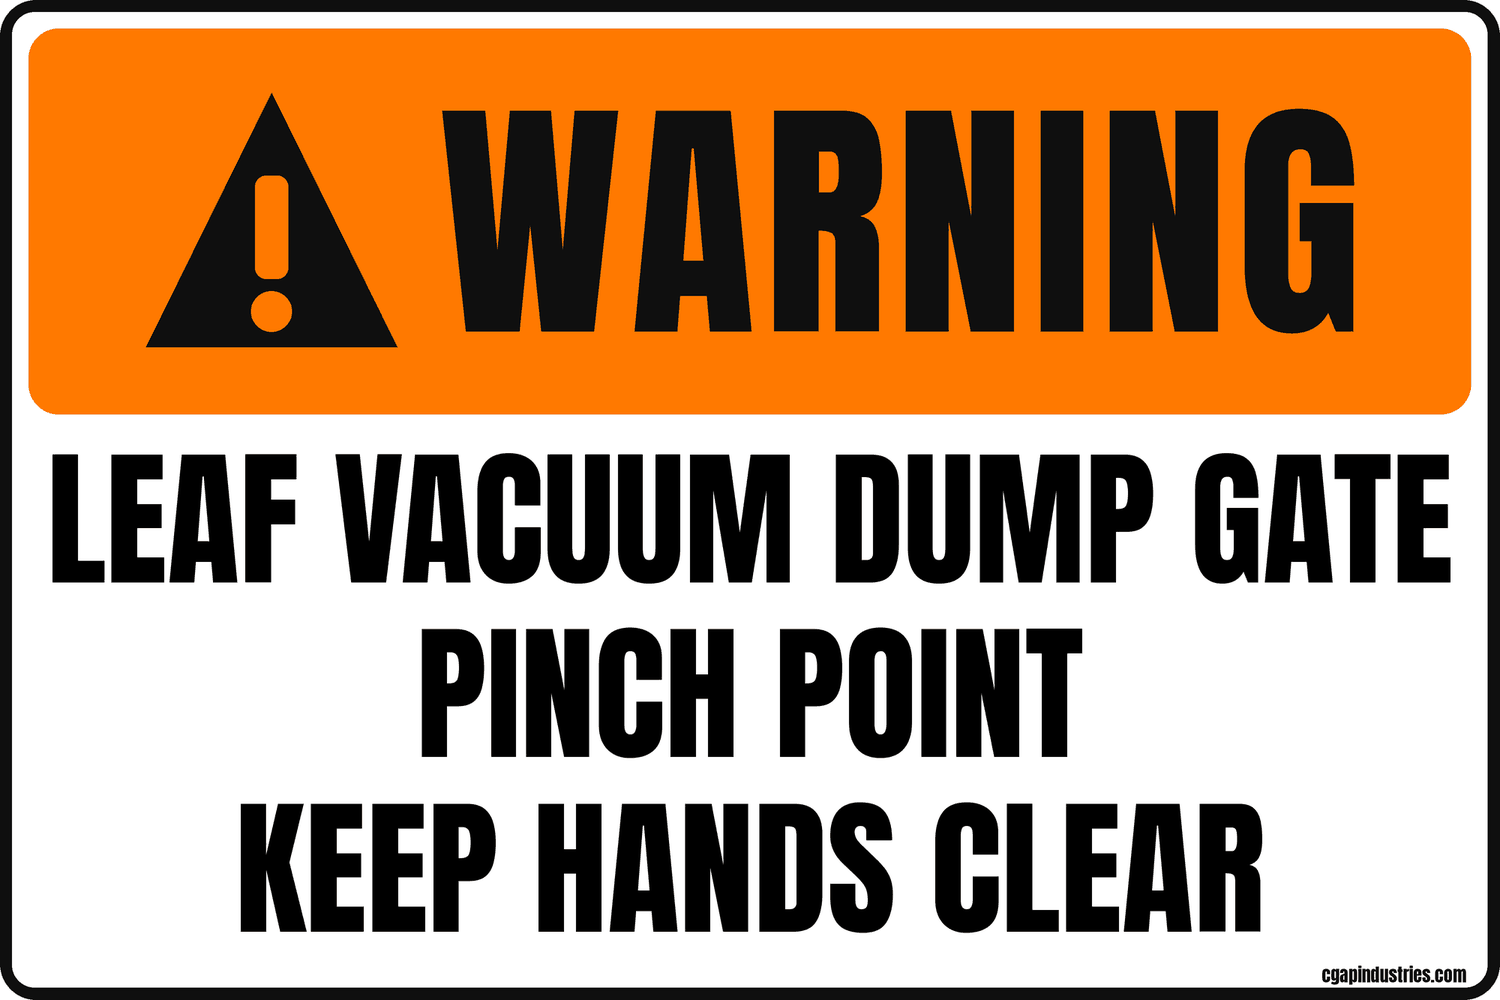 WARNING
LEAF VACUUM DUMP GATE
PINCH POINT
KEEP HANDS CLEAR
cgapindustries.com